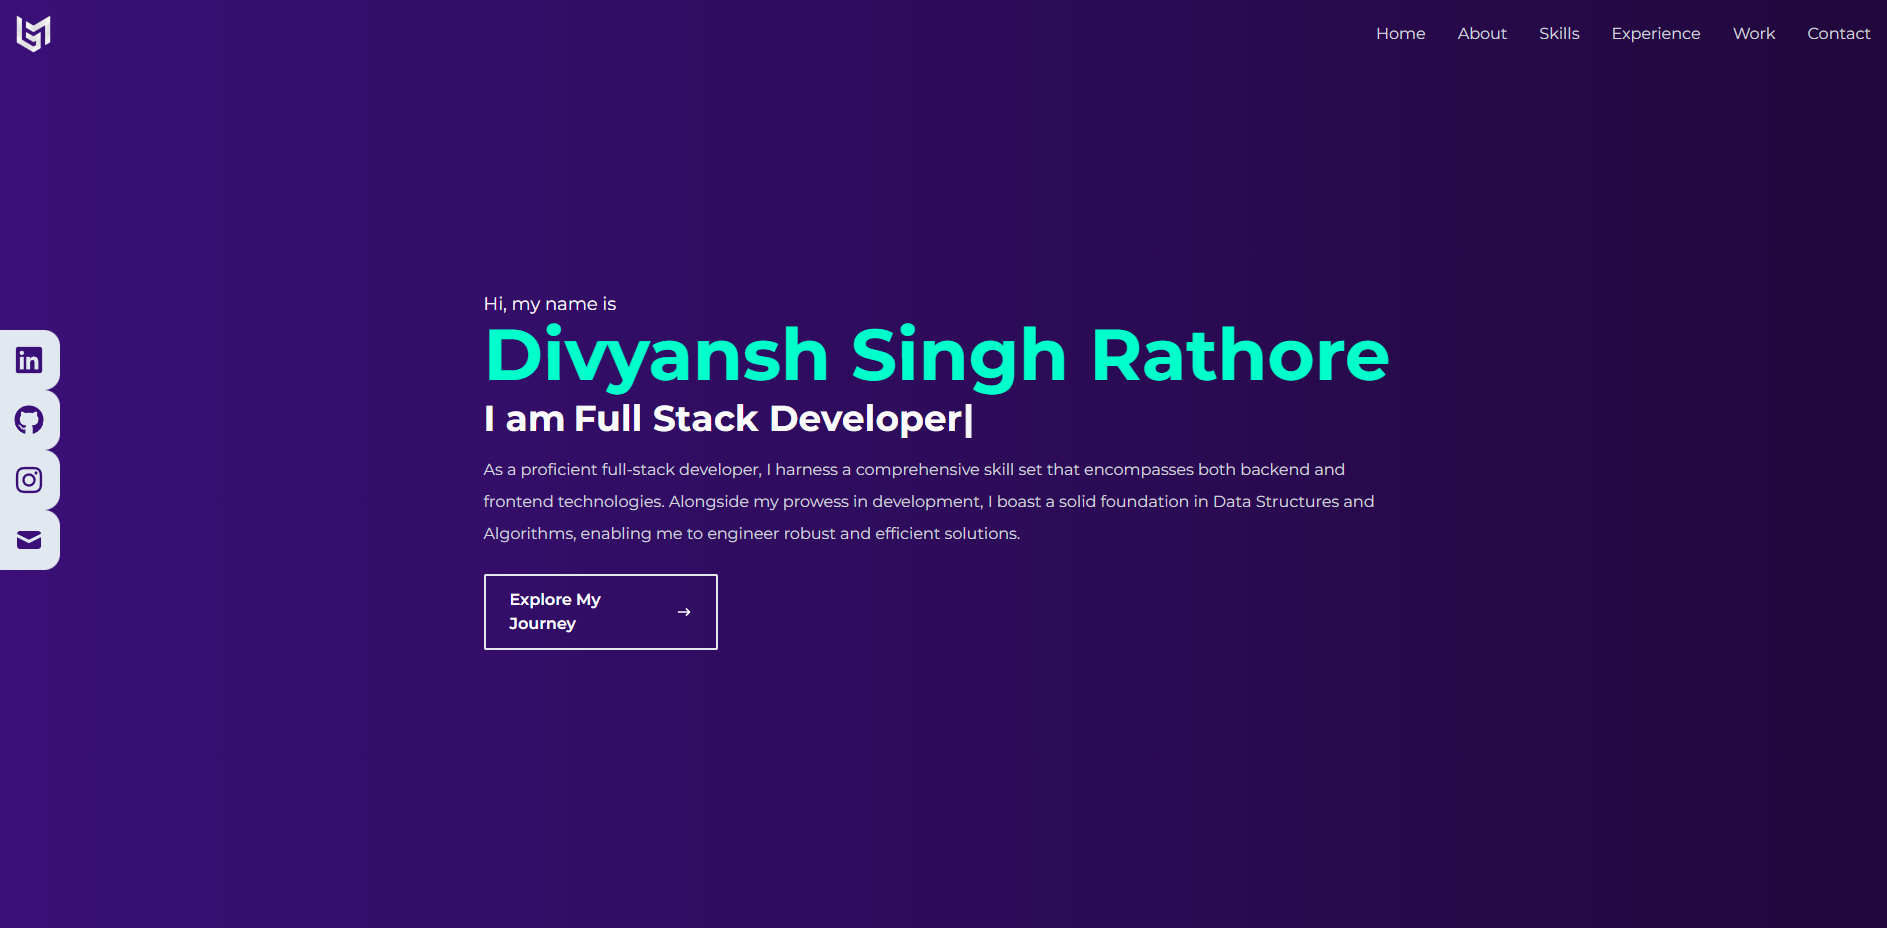 Home About Skills Experience Work Contact
Hi, my name is
Divyansh Singh Rathore
I am Full Stack Developer|
As a proficient full-stack developer, I harness a comprehensive skill set that encompasses both backend and
frontend technologies. Alongside my prowess in development, I boast a solid foundation in Data Structures and
Algorithms, enabling me to engineer robust and efficient solutions.
Explore My
Journey →
in